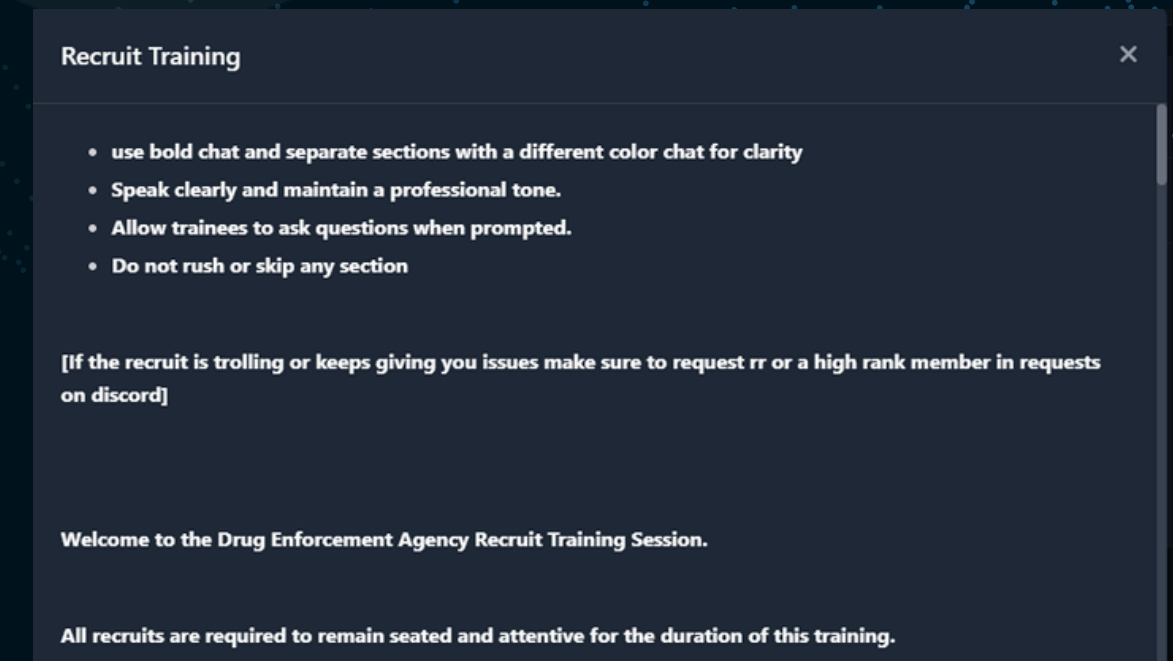 Recruit Training
×
• use bold chat and separate sections with a different color chat for clarity
• Speak clearly and maintain a professional tone.
• Allow trainees to ask questions when prompted.
• Do not rush or skip any section
[If the recruit is trolling or keeps giving you issues make sure to request rr or a high rank member in requests
on discord]
Welcome to the Drug Enforcement Agency Recruit Training Session.
All recruits are required to remain seated and attentive for the duration of this training.